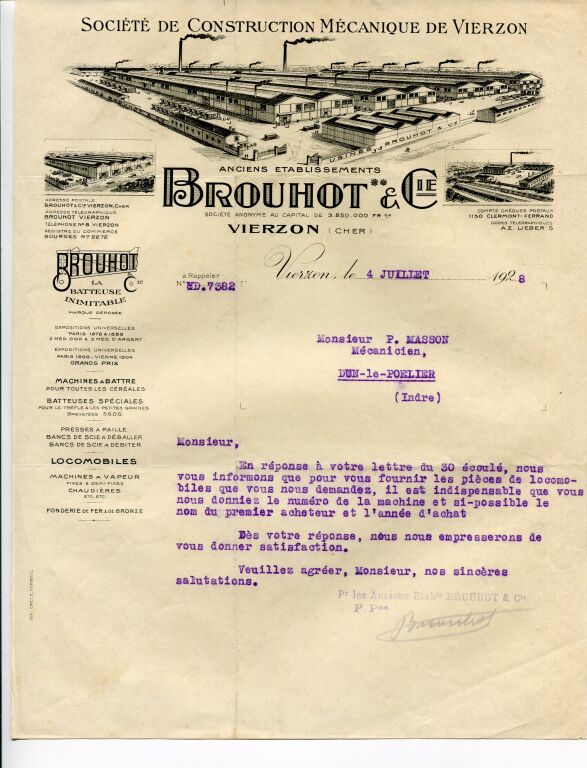 SOCIÉTÉ DE CONSTRUCTION MÉCANIQUE DE VIERZON
USINES BROUHOT & Cie
ANCIENS ETABLISSEMENTS
BROUHOT & CIE
SOCIÉTÉ ANONYME AU CAPITAL DE 3.250.000 FRCS
VIERZON (CHER)
ADRESSE POSTALE:
BROUHOT & Cie VIERZON, CHER
ADRESSE TÉLÉGRAPHIQUE
BROUHOT VIERZON
TÉLÉPHONE No 8 VIERZON
REGISTRE DU COMMERCE
BOURGES No 2272
COMPTE CHÈQUES POSTAUX
1150 CLERMONT-FERRAND
CODES TÉLÉGRAPHIQUES
A.Z. LIEBER'S
BROUHOT & Cie
LA
BATTEUSE
INIMITABLE
MARQUE DÉPOSÉE
EXPOSITIONS UNIVERSELLES
PARIS 1878 & 1889
3 MÉD. D'OR & 3 MÉD. D'ARGENT
EXPOSITIONS UNIVERSELLES
PARIS 1900 - VIENNE 1904
GRANDS PRIX
MACHINES A BATTRE
POUR TOUTES LES CÉRÉALES
BATTEUSES SPÉCIALES
POUR LE TRÈFLE & LES PETITES GRAINES
BREVETÉES S.G.D.G.
PRESSES A PAILLE
BANCS DE SCIE A DÉBALLER
BANCS DE SCIE A DÉBITER
LOCOMOBILES
MACHINES A VAPEUR
FIXES & DEMI-FIXES
CHAUDIÈRES
ETC. ETC.
FONDERIE DE FER & DE BRONZE
à Rappeler
No YD.7382
Vierzon, le 4 JUILLET 1928
Monsieur P. MASSON
Mécanicien,
DUN-le-POELIER
(Indre)
Monsieur,
En réponse à votre lettre du 30 écoulé, nous
vous informons que pour vous fournir les pièces de locomo-
biles que vous nous demandez, il est indispensable que vous
nous donniez le numéro de la machine et si-possible le
nom du premier acheteur et l'année d'achat
Dès votre réponse, nous nous empresserons de
vous donner satisfaction.
Veuillez agréer, Monsieur, nos sincères
salutations.
Pr les Anciens Etabts BROUHOT & Cie
P. Pon